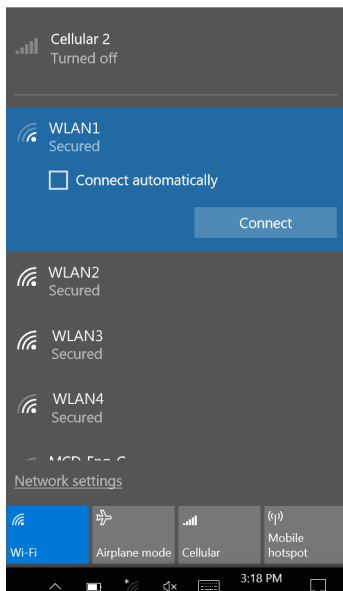 Cellular 2
Turned off
WLAN1
Secured
Connect automatically
Connect
WLAN2
Secured
WLAN3
Secured
WLAN4
Secured
Network settings
Wi-Fi
Airplane mode
Cellular
Mobile
hotspot
3:18 PM